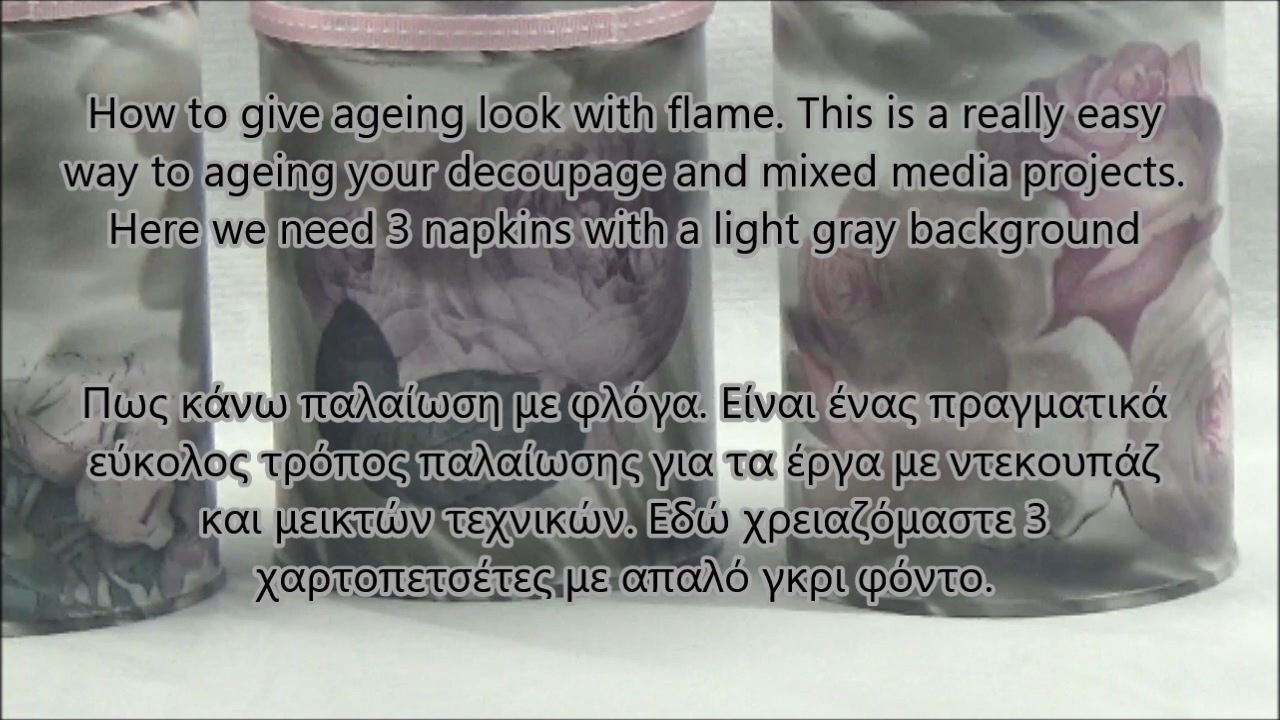 How to give ageing look with flame. This is a really easy
way to ageing your decoupage and mixed media projects.
Here we need 3 napkins with a light gray background
Πως κάνω παλαίωση με φλόγα. Είναι ένας πραγματικά
εύκολος τρόπος παλαίωσης για τα έργα με ντεκουπάζ
και μεικτών τεχνικών. Εδώ χρειαζόμαστε 3
χαρτοπετσέτες με απαλό γκρι φόντο.